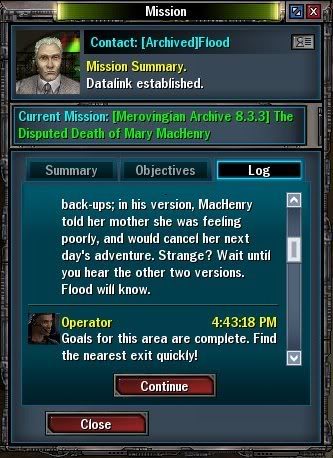 Mission
Contact: [Archived]Flood
Mission Summary.
Datalink established.
Current Mission: [Merovingian Archive 8.3.3] The
Disputed Death of Mary MacHenry
Summary
Objectives
Log
back-ups; in his version, MacHenry
told her mother she was feeling
poorly, and would cancel her next
day's adventure. Strange? Wait until
you hear the other two versions.
Flood will know.
Operator
4:43:18 PM
Goals for this area are complete. Find
the nearest exit quickly!
Continue
Close